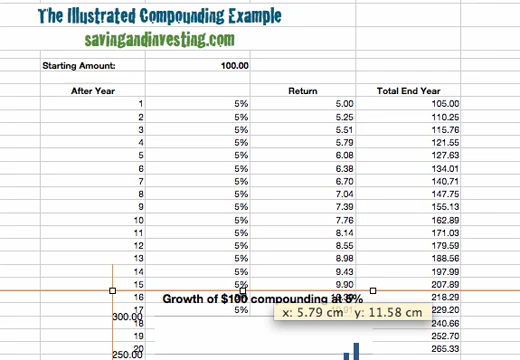 The Illustrated Compounding Example
savingandinvesting.com
Starting Amount: 100.00
After Year Return Total End Year
1 5% 5.00 105.00
2 5% 5.25 110.25
3 5% 5.51 115.76
4 5% 5.79 121.55
5 5% 6.08 127.63
6 5% 6.38 134.01
7 5% 6.70 140.71
8 5% 7.04 147.75
9 5% 7.39 155.13
10 5% 7.76 162.89
11 5% 8.14 171.03
12 5% 8.55 179.59
13 5% 8.98 188.56
14 5% 9.43 197.99
15 5% 9.90 207.89
16 218.29
Growth of $100 compounding at 5%
17 5% 229.20
x: 5.79 cm y: 11.58 cm
300.00
18 240.66
19 252.70
20 265.33
250.00